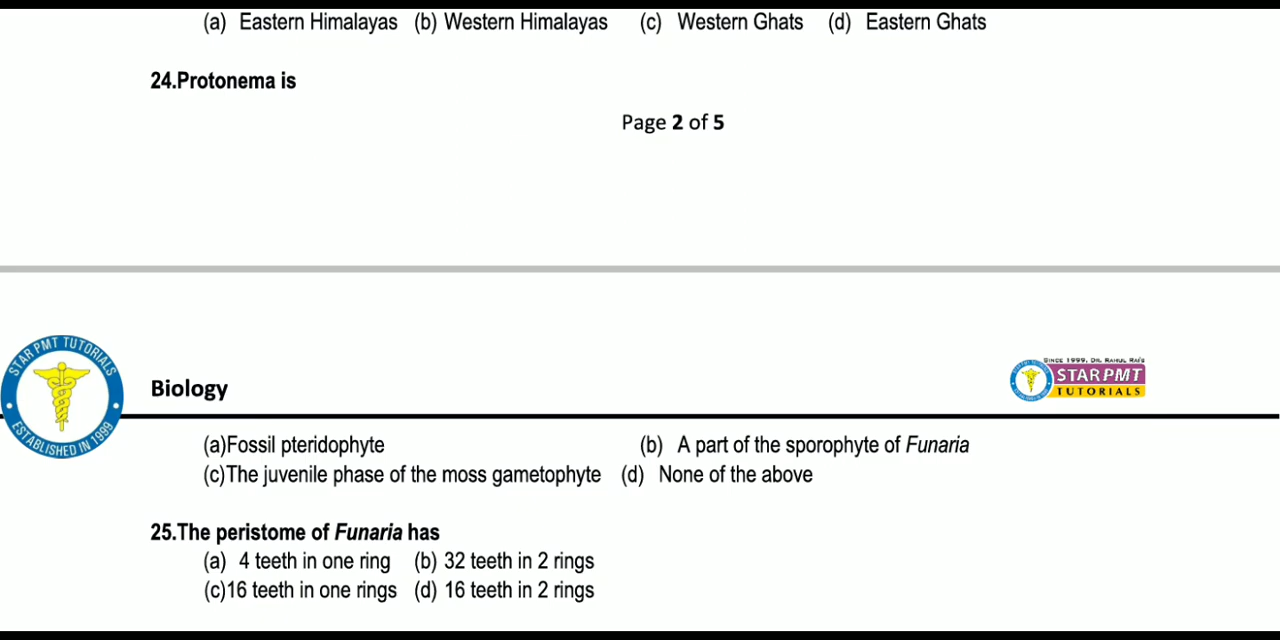 (a) Eastern Himalayas (b) Western Himalayas (c) Western Ghats (d) Eastern Ghats
24.Protonema is
Page 2 of 5
STAR PMT TUTORIALS
ESTABLISHED IN 1999
Biology
SINCE 1999, DR. RAHUL RAI'S
STAR PMT
TUTORIALS
(a)Fossil pteridophyte (b) A part of the sporophyte of Funaria
(c)The juvenile phase of the moss gametophyte (d) None of the above
25.The peristome of Funaria has
(a) 4 teeth in one ring (b) 32 teeth in 2 rings
(c)16 teeth in one rings (d) 16 teeth in 2 rings